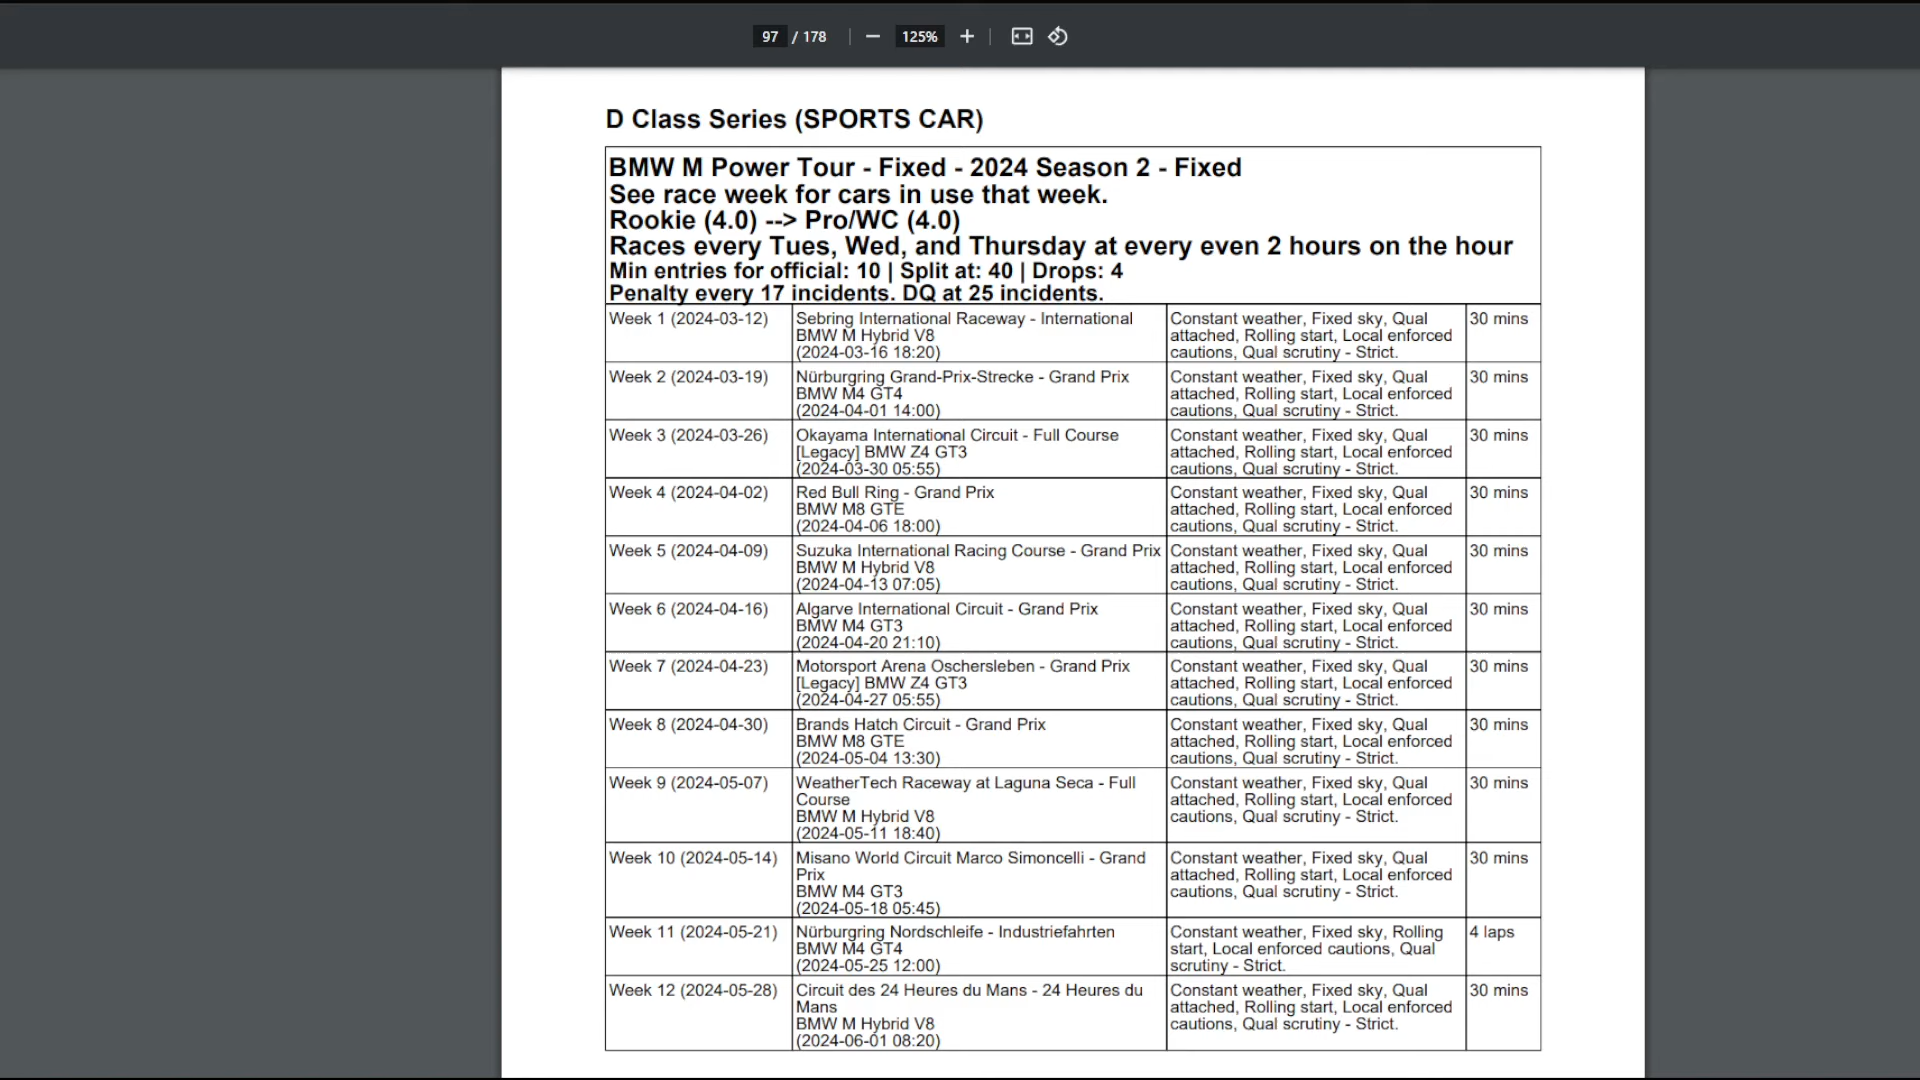 97 / 178 125%
D Class Series (SPORTS CAR)
BMW M Power Tour - Fixed - 2024 Season 2 - Fixed
See race week for cars in use that week.
Rookie (4.0) --> Pro/WC (4.0)
Races every Tues, Wed, and Thursday at every even 2 hours on the hour
Min entries for official: 10 | Split at: 40 | Drops: 4
Penalty every 17 incidents. DQ at 25 incidents.
Week 1 (2024-03-12) Sebring International Raceway - International Constant weather, Fixed sky, Qual 30 mins
BMW M Hybrid V8 attached, Rolling start, Local enforced
(2024-03-16 18:20) cautions, Qual scrutiny - Strict.
Week 2 (2024-03-19) Nürburgring Grand-Prix-Strecke - Grand Prix Constant weather, Fixed sky, Qual 30 mins
BMW M4 GT4 attached, Rolling start, Local enforced
(2024-04-01 14:00) cautions, Qual scrutiny - Strict.
Week 3 (2024-03-26) Okayama International Circuit - Full Course Constant weather, Fixed sky, Qual 30 mins
[Legacy] BMW Z4 GT3 attached, Rolling start, Local enforced
(2024-03-30 05:55) cautions, Qual scrutiny - Strict.
Week 4 (2024-04-02) Red Bull Ring - Grand Prix Constant weather, Fixed sky, Qual 30 mins
BMW M8 GTE attached, Rolling start, Local enforced
(2024-04-06 18:00) cautions, Qual scrutiny - Strict.
Week 5 (2024-04-09) Suzuka International Racing Course - Grand Prix Constant weather, Fixed sky, Qual 30 mins
BMW M Hybrid V8 attached, Rolling start, Local enforced
(2024-04-13 07:05) cautions, Qual scrutiny - Strict.
Week 6 (2024-04-16) Algarve International Circuit - Grand Prix Constant weather, Fixed sky, Qual 30 mins
BMW M4 GT3 attached, Rolling start, Local enforced
(2024-04-20 21:10) cautions, Qual scrutiny - Strict.
Week 7 (2024-04-23) Motorsport Arena Oschersleben - Grand Prix Constant weather, Fixed sky, Qual 30 mins
[Legacy] BMW Z4 GT3 attached, Rolling start, Local enforced
(2024-04-27 05:55) cautions, Qual scrutiny - Strict.
Week 8 (2024-04-30) Brands Hatch Circuit - Grand Prix Constant weather, Fixed sky, Qual 30 mins
BMW M8 GTE attached, Rolling start, Local enforced
(2024-05-04 13:30) cautions, Qual scrutiny - Strict.
Week 9 (2024-05-07) WeatherTech Raceway at Laguna Seca - Full Constant weather, Fixed sky, Qual 30 mins
Course attached, Rolling start, Local enforced
BMW M Hybrid V8 cautions, Qual scrutiny - Strict.
(2024-05-11 18:40)
Week 10 (2024-05-14) Misano World Circuit Marco Simoncelli - Grand Constant weather, Fixed sky, Qual 30 mins
Prix attached, Rolling start, Local enforced
BMW M4 GT3 cautions, Qual scrutiny - Strict.
(2024-05-18 05:45)
Week 11 (2024-05-21) Nürburgring Nordschleife - Industriefahrten Constant weather, Fixed sky, Rolling 4 laps
BMW M4 GT4 start, Local enforced cautions, Qual
(2024-05-25 12:00) scrutiny - Strict.
Week 12 (2024-05-28) Circuit des 24 Heures du Mans - 24 Heures du Constant weather, Fixed sky, Qual 30 mins
Mans attached, Rolling start, Local enforced
BMW M Hybrid V8 cautions, Qual scrutiny - Strict.
(2024-06-01 08:20)